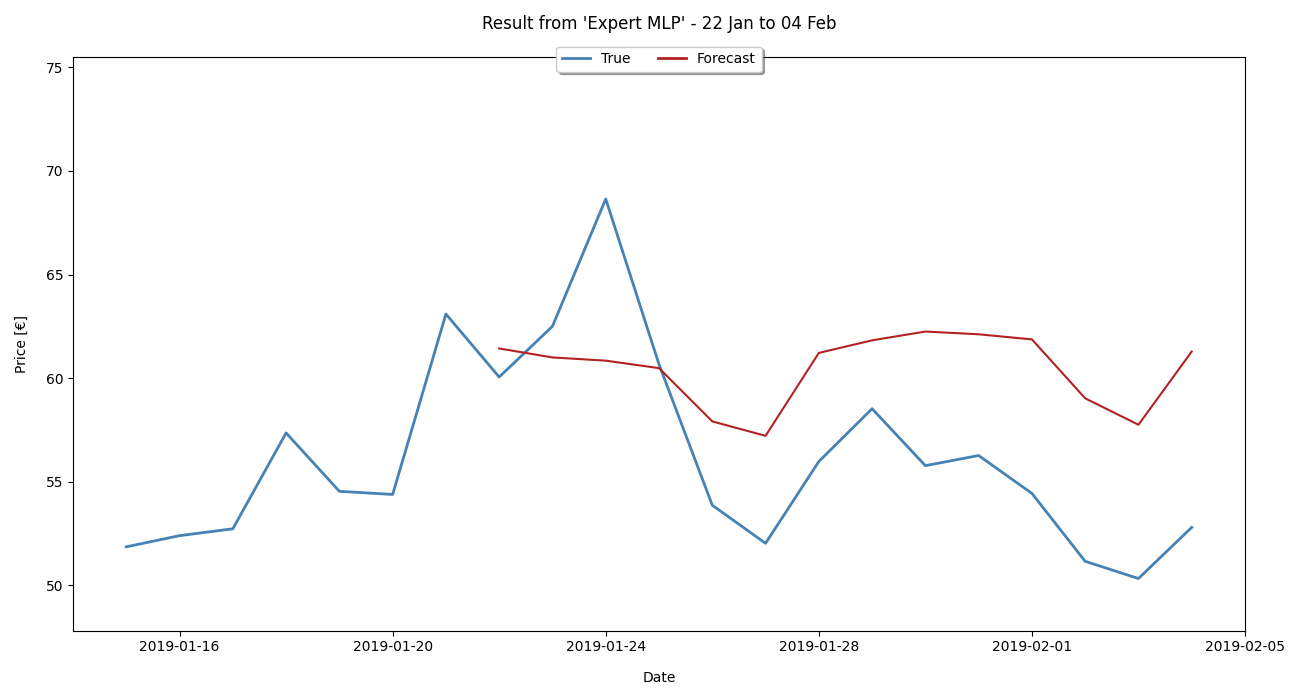 Result from 'Expert MLP' - 22 Jan to 04 Feb
True Forecast
75
70
65
60
55
50
Price [€]
2019-01-16 2019-01-20 2019-01-24 2019-01-28 2019-02-01 2019-02-05
Date